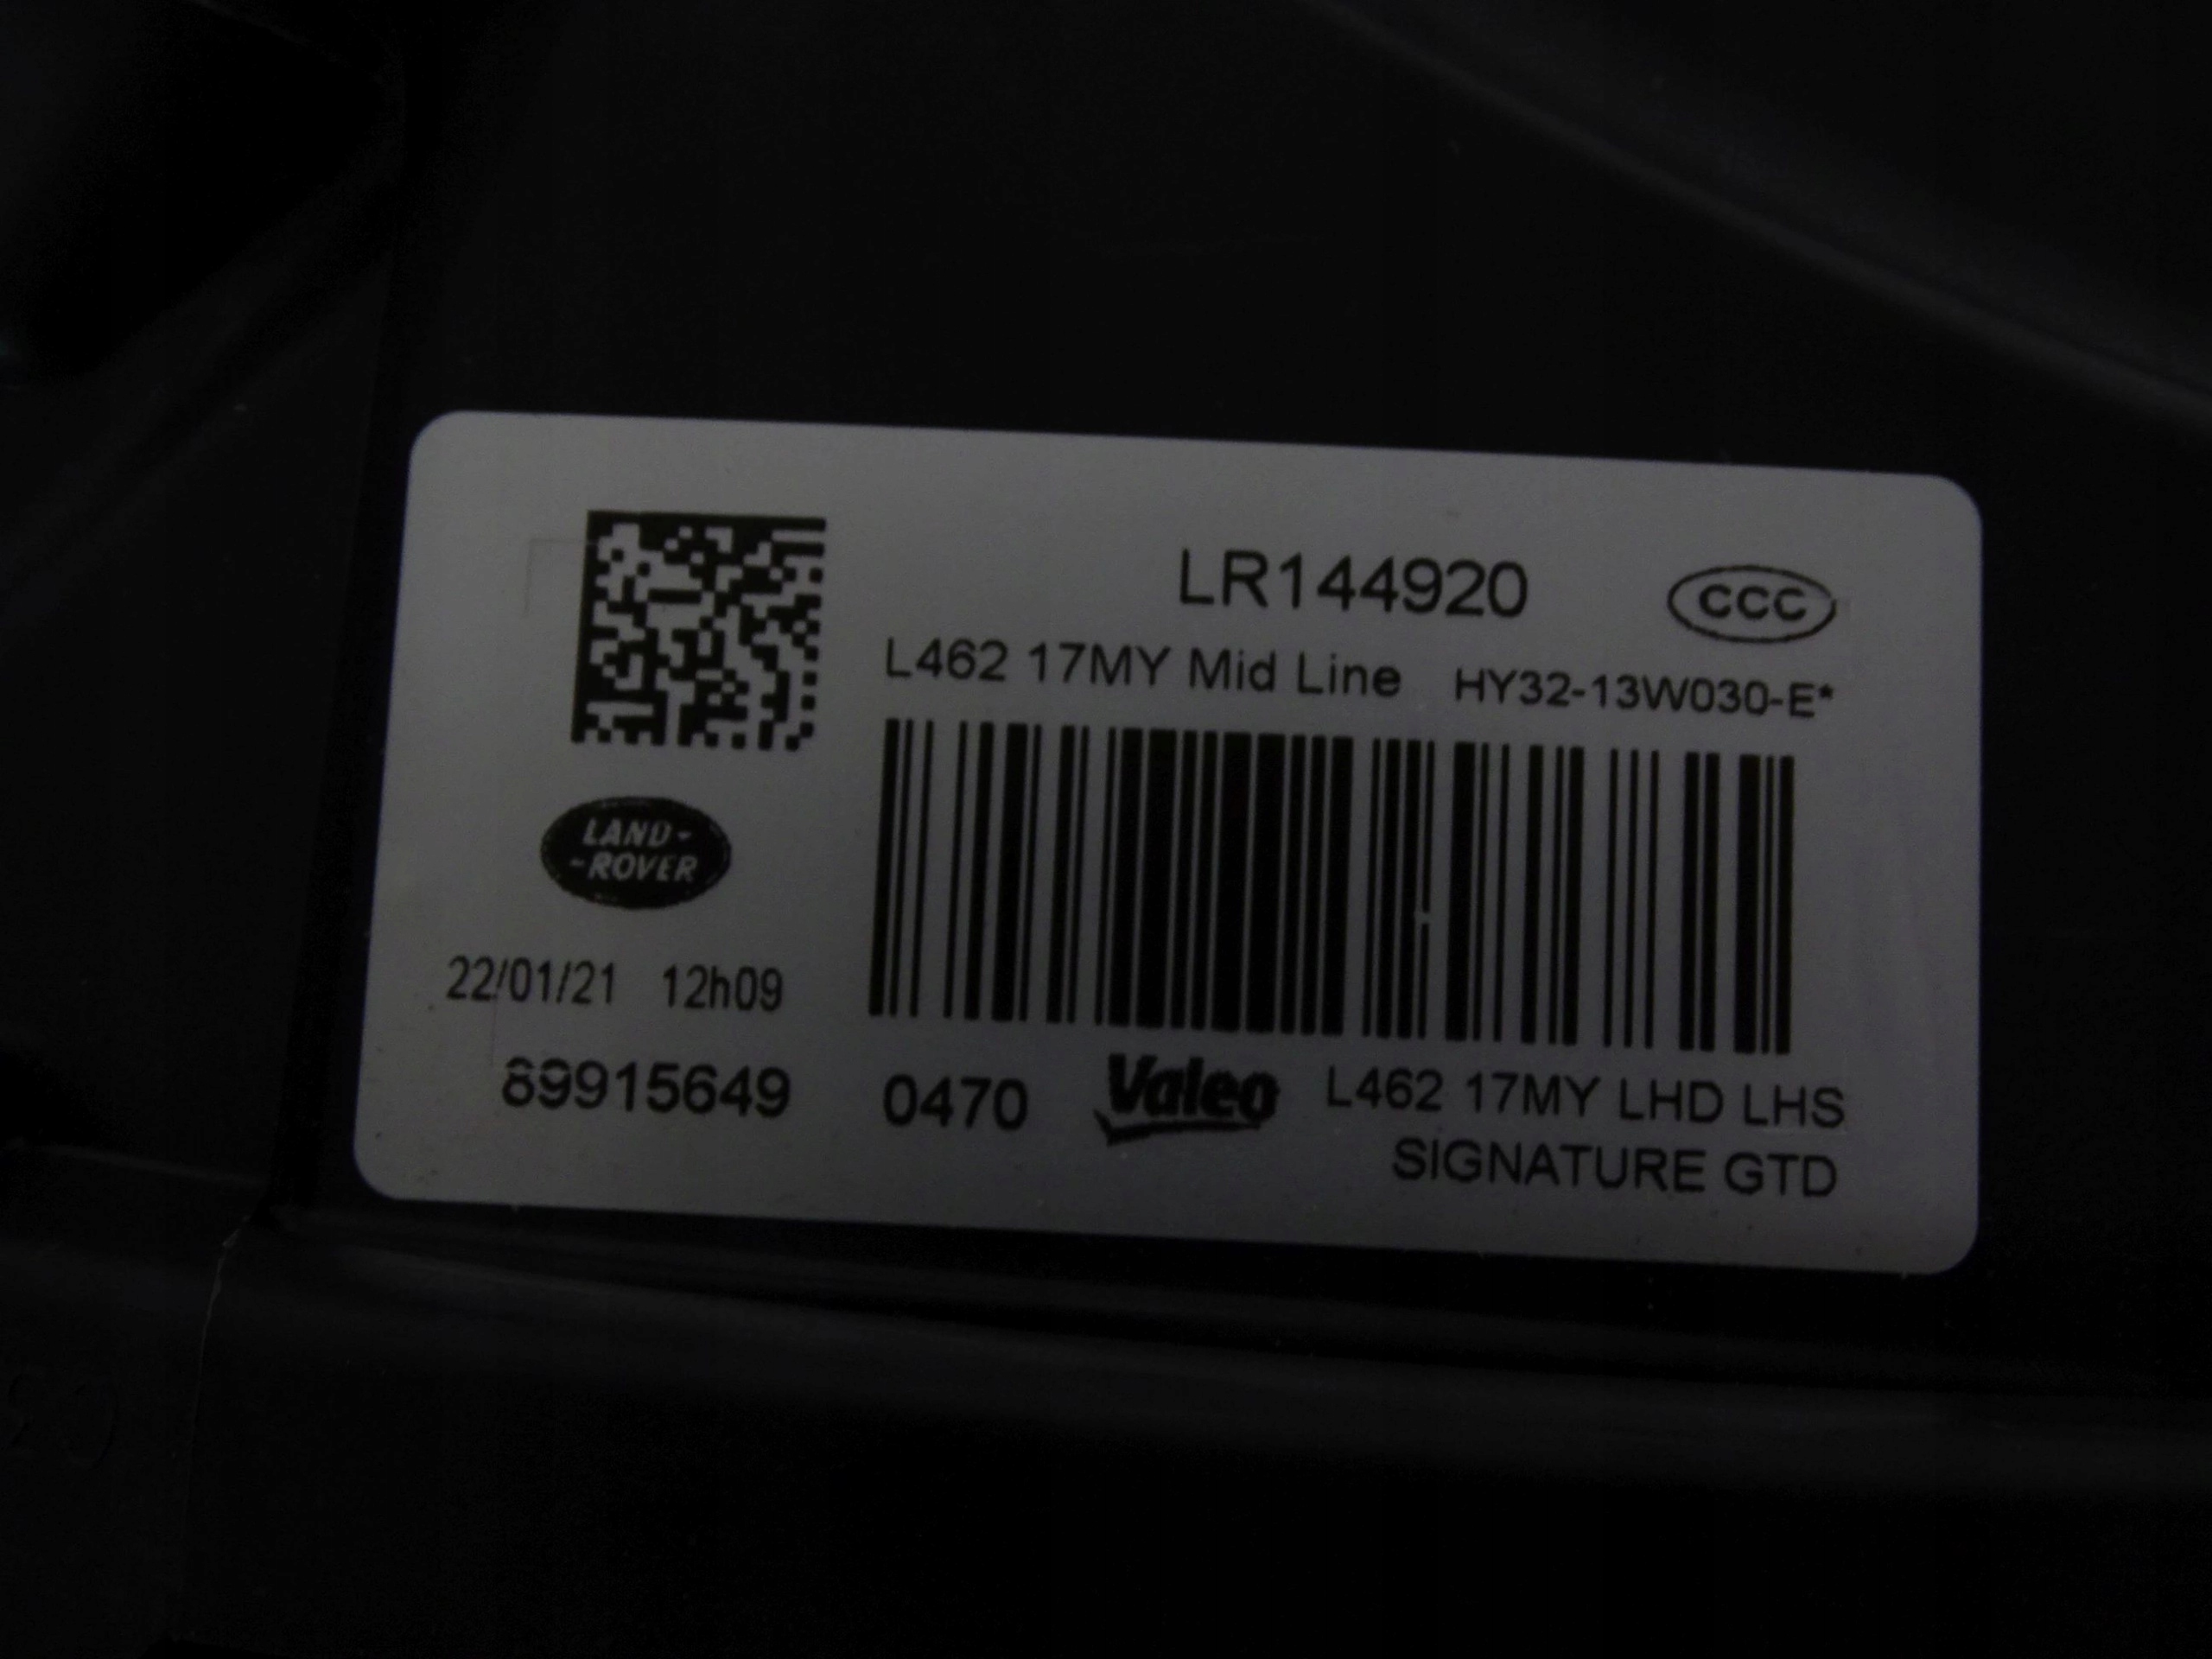 LR144920
CCC
L462 17MY Mid Line HY32-13W030-E*
LAND-
-ROVER
22/01/21 12h09
89915649 0470 Valeo L462 17MY LHD LHS
SIGNATURE GTD